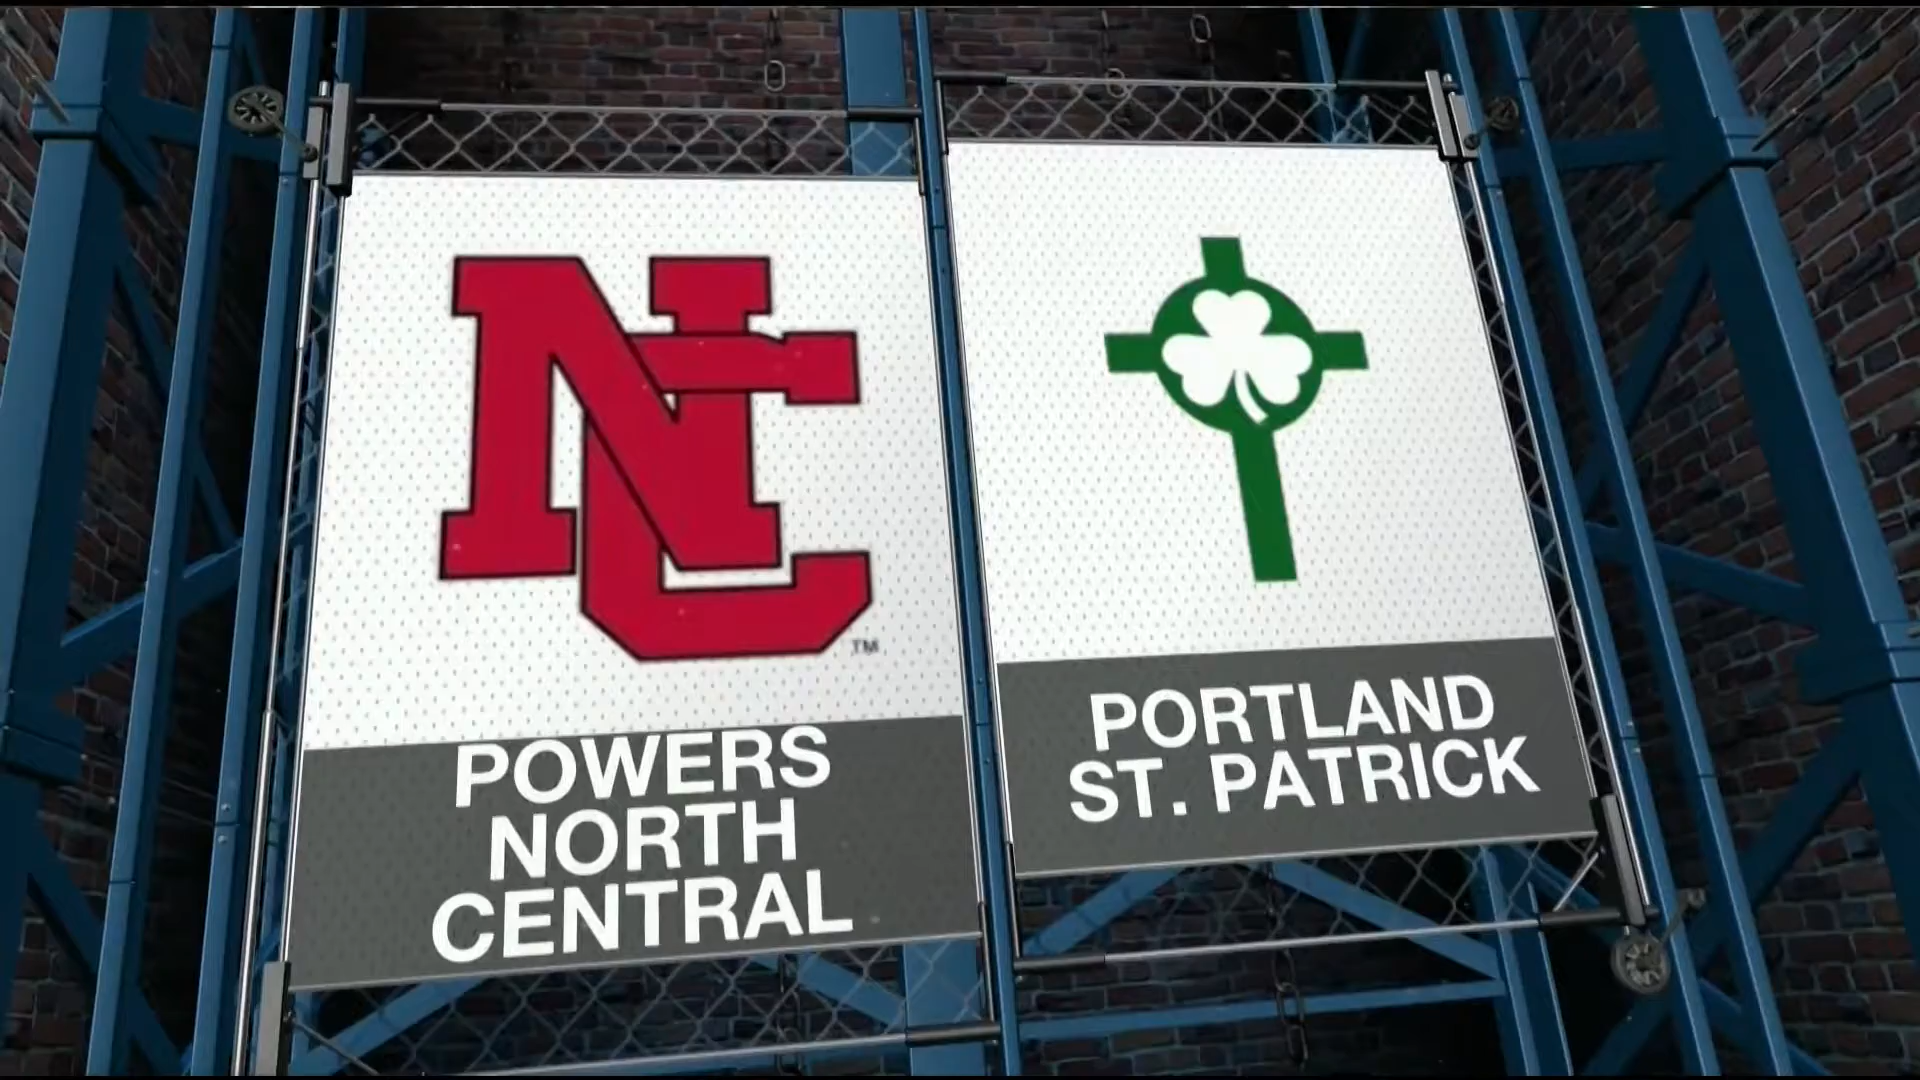 NC
TM
POWERS
NORTH
CENTRAL
PORTLAND
ST. PATRICK